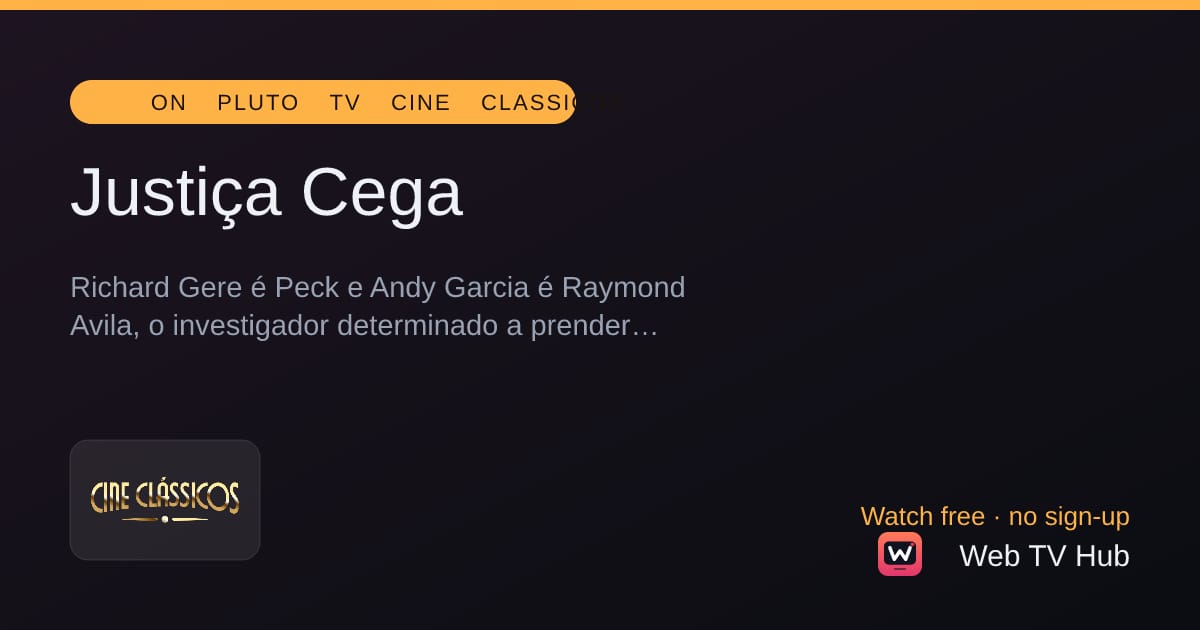 ON PLUTO TV CINE
Justiça Cega
Richard Gere é Peck e Andy Garcia é Raymond
Avila, o investigador determinado a prender…
CINE CLÁSSICOS
Watch free · no sign-up
W
Web TV Hub